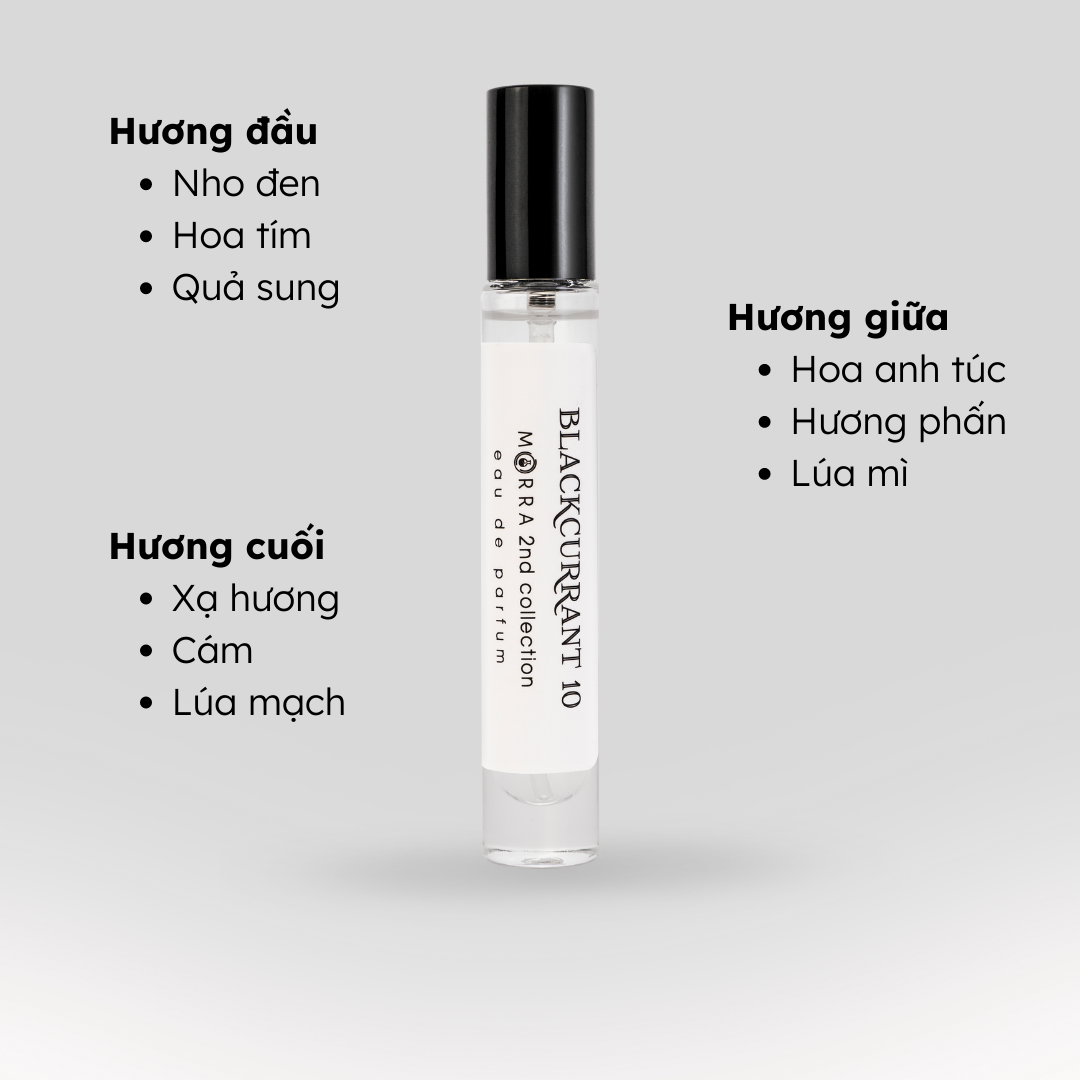 Hương đầu
• Nho đen
• Hoa tím
• Quả sung
Hương giữa
• Hoa anh túc
• Hương phấn
• Lúa mì
Hương cuối
• Xạ hương
• Cám
• Lúa mạch
BLACKCURRANT 10
MORRA 2nd collection
eau de parfum